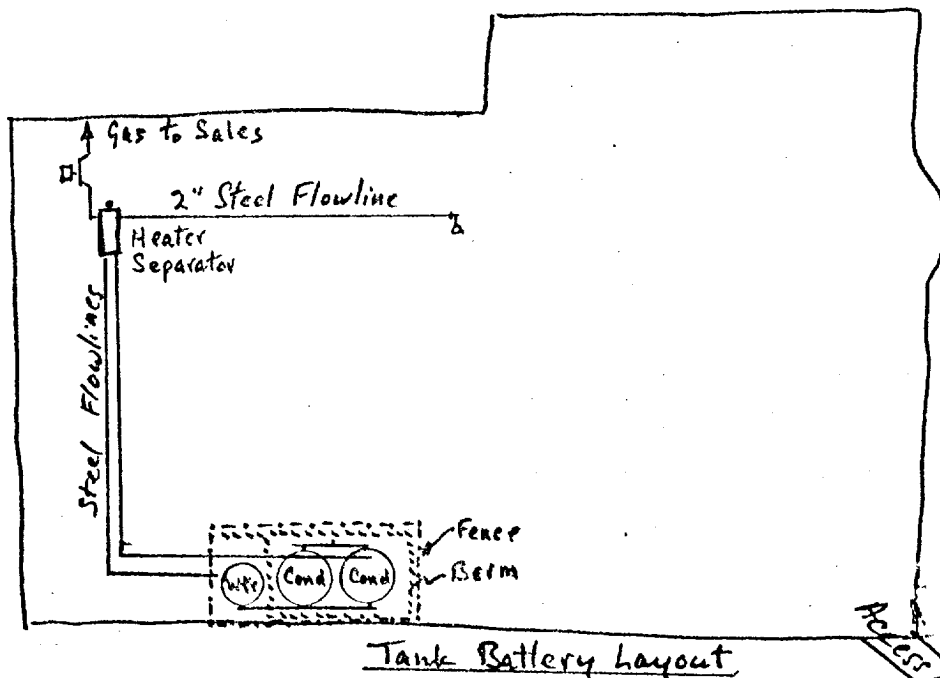 Gas to Sales
2" Steel Flowline
Heater
Separator
Steel Flowlines
Fence
Wtr
Cond
Cond
Berm
Tank Battery Layout
Access